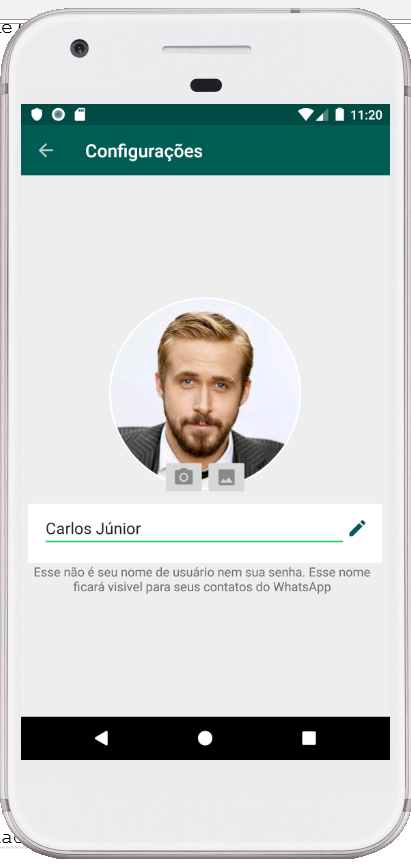 11:20
Configurações
Carlos Júnior
Esse não é seu nome de usuário nem sua senha. Esse nome
ficará visivel para seus contatos do WhatsApp